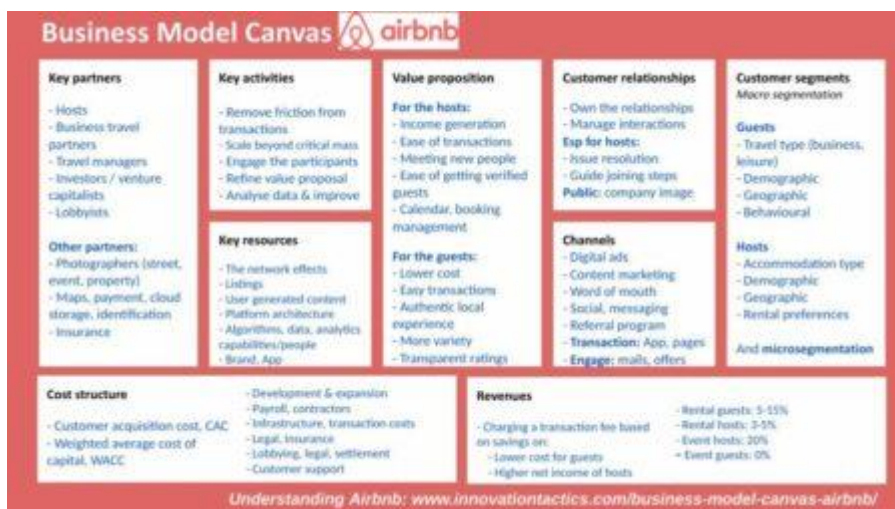 Business Model Canvas airbnb
Key partners
- Hosts
- Business travel
partners
- Travel managers
- Investors / venture
capitalists
- Lobbyists
Other partners:
- Photographers (street,
event, property)
- Maps, payment, cloud
storage, identification
- Insurance
Key activities
- Remove friction from
transactions
- Scale beyond critical mass
- Engage the participants
- Refine value proposal
- Analyse data & improve
Key resources
- The network effects
- Listings
- User generated content
- Platform architecture
- Algorithms, data, analytics
capabilities/people
- Brand, App
Value proposition
For the hosts:
- Income generation
- Ease of transactions
- Meeting new people
- Ease of getting verified
guests
- Calendar, booking
management
For the guests:
- Lower cost
- Easy transactions
- Authentic local
experience
- More variety
- Transparent ratings
Customer relationships
- Own the relationships
- Manage interactions
Esp for hosts:
- Issue resolution
- Guide joining steps
Public: company image
Channels
- Digital ads
- Content marketing
- Word of mouth
- Social, messaging
- Referral program
- Transaction: App, pages
- Engage: mails, offers
Customer segments
Macro segmentation
Guests
- Travel type (business,
leisure)
- Demographic
- Geographic
- Behavioural
Hosts
- Accommodation type
- Demographic
- Geographic
- Rental preferences
And microsegmentation
Cost structure
- Customer acquisition cost, CAC
- Weighted average cost of
capital, WACC
- Development & expansion
- Payroll, contractors
- Infrastructure, transaction costs
- Legal, insurance
- Lobbying, legal, settlement
- Customer support
Revenues
- Charging a transaction fee based
on savings on:
- Lower cost for guests
- Higher net income of hosts
- Rental guests: 5-15%
- Rental hosts: 3-5%
- Event hosts: 20%
- Event guests: 0%
Understanding Airbnb: www.innovationtactics.com/business-model-canvas-airbnb/